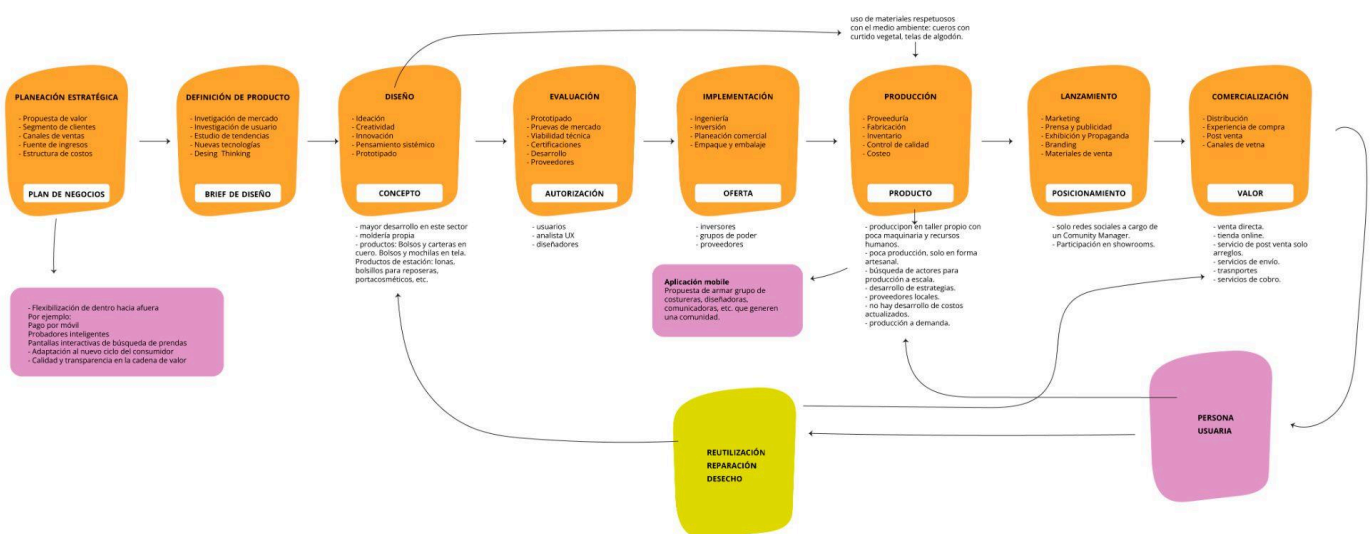 uso de materiales respetuosos
con el medio ambiente: cueros con
curtido vegetal, telas de algodón.
PLANEACIÓN ESTRATÉGICA
- Propuesta de valor
- Segmento de clientes
- Canales de ventas
- Fuente de ingresos
- Estructura de costos
PLAN DE NEGOCIOS
DEFINICIÓN DE PRODUCTO
- Invetigación de mercado
- Investigación de usuario
- Estudio de tendencias
- Nuevas tecnologías
- Desing Thinking
BRIEF DE DISEÑO
DISEÑO
- Ideación
- Creatividad
- Innovación
- Pensamiento sistémico
- Prototipado
CONCEPTO
EVALUACIÓN
- Prototipado
- Pruevas de mercado
- Viabilidad técnica
- Certificaciones
- Desarrollo
- Proveedores
AUTORIZACIÓN
IMPLEMENTACIÓN
- Ingeniería
- Inversión
- Planeación comercial
- Empaque y embalaje
OFERTA
PRODUCCIÓN
- Proveeduría
- Fabricación
- Inventario
- Control de calidad
- Costeo
PRODUCTO
LANZAMIENTO
- Marketing
- Prensa y publicidad
- Exhibición y Propaganda
- Branding
- Materiales de venta
POSICIONAMIENTO
COMERCIALIZACIÓN
- Distribución
- Experiencia de compra
- Post venta
- Canales de vetna
VALOR
- mayor desarrollo en este sector
- moldería propia
- productos: Bolsos y carteras en
cuero. Bolsos y mochilas en tela.
Productos de estación: lonas,
bolsillos para reposeras,
portacosméticos, etc.
- usuarios
- analista UX
- diseñadores
- inversores
- grupos de poder
- proveedores
- produccipon en taller propio con
poca maquinaria y recursos
humanos.
- poca producción, solo en forma
artesanal.
- búsqueda de actores para
producción a escala.
- desarrollo de estrategias.
- proveedores locales.
- no hay desarrollo de costos
actualizados.
- producción a demanda.
- solo redes sociales a cargo de
un Comunity Manager.
- Participación en showrooms.
- venta directa.
- tienda online.
- servicio de post venta solo
arreglos.
- servicios de envío.
- trasnportes
- servicios de cobro.
Aplicación mobile
Propuesta de armar grupo de
costureras, diseñadoras,
comunicadoras, etc. que generen
una comunidad.
- Flexibilización de dentro hacia afuera
Por ejemplo:
Pago por móvil
Probadores inteligentes
Pantallas interactivas de búsqueda de prendas
- Adaptación al nuevo ciclo del consumidor
- Calidad y transparencia en la cadena de valor
PERSONA
USUARIA
REUTILIZACIÓN
REPARACIÓN
DESECHO